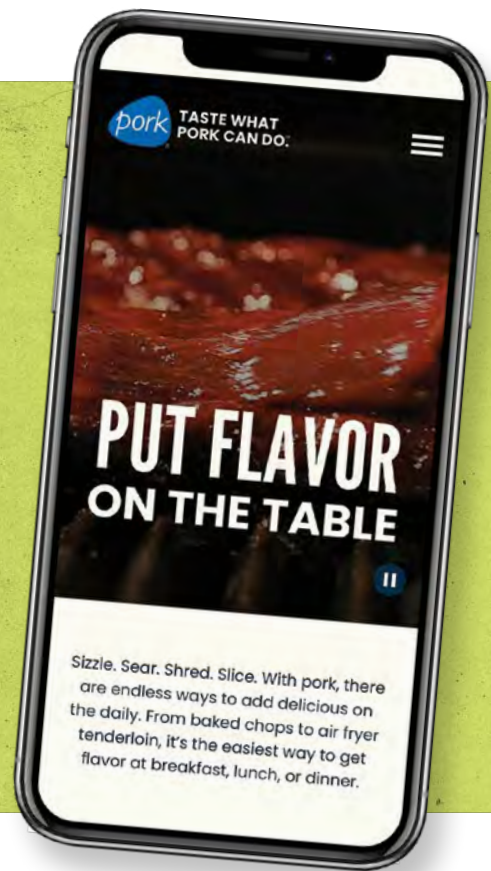 pork
TASTE WHAT
PORK CAN DO.
PUT FLAVOR
ON THE TABLE
Sizzle. Sear. Shred. Slice. With pork, there
are endless ways to add delicious on
the daily. From baked chops to air fryer
tenderloin, it's the easiest way to get
flavor at breakfast, lunch, or dinner.